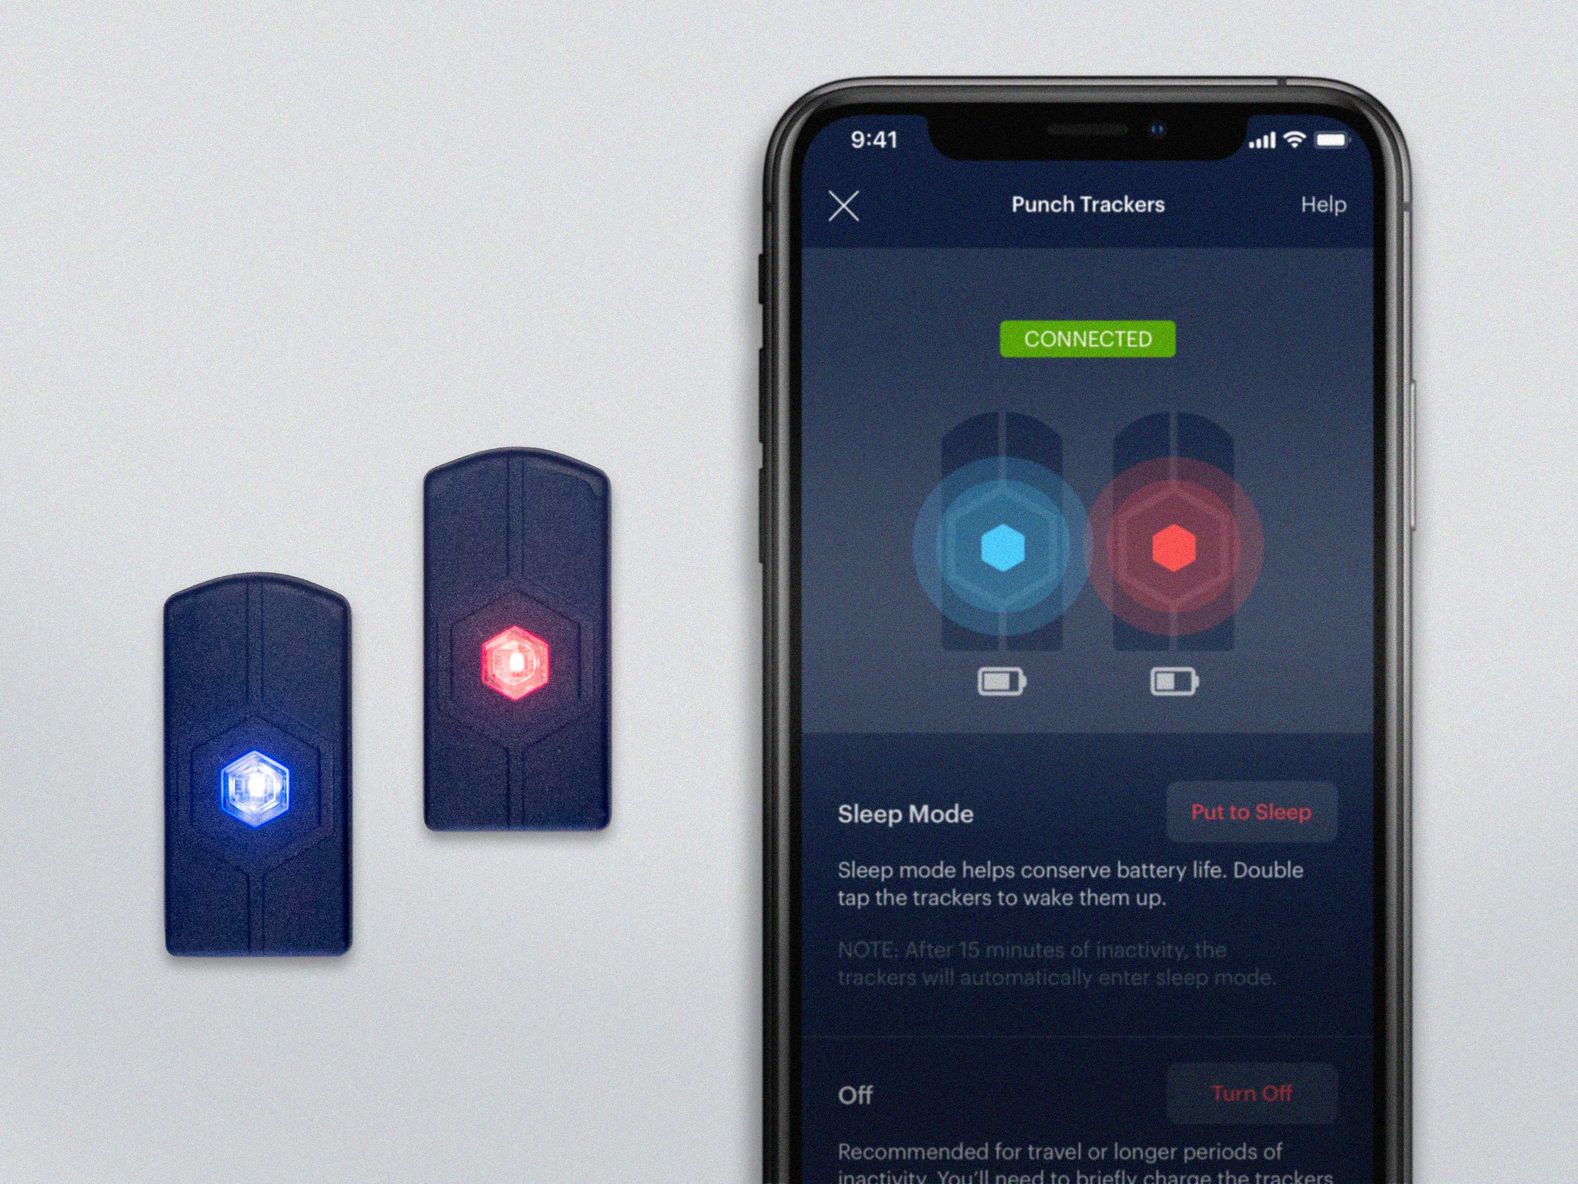 9:41
Punch Trackers
Help
CONNECTED
Sleep Mode
Put to Sleep
Sleep mode helps conserve battery life. Double
tap the trackers to wake them up.
NOTE: After 15 minutes of inactivity, the
trackers will automatically enter sleep mode.
Off
Turn Off
Recommended for travel or longer periods of
inactivity. You'll need to briefly charge the trackers